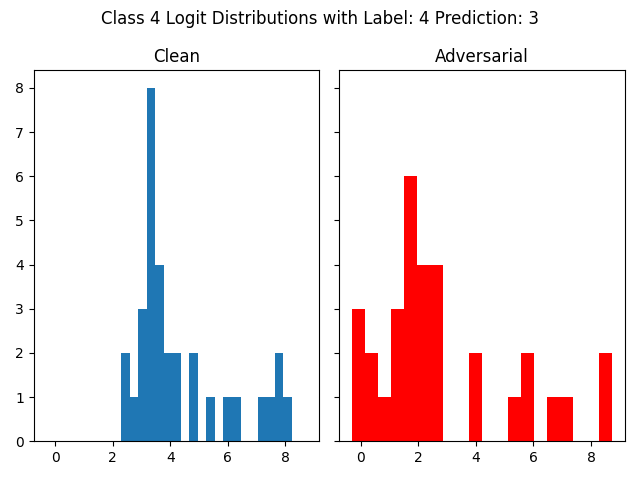 Class 4 Logit Distributions with Label: 4 Prediction: 3
Clean
Adversarial
8
7
6
5
4
3
2
1
0
0 2 4 6 8
0 2 4 6 8